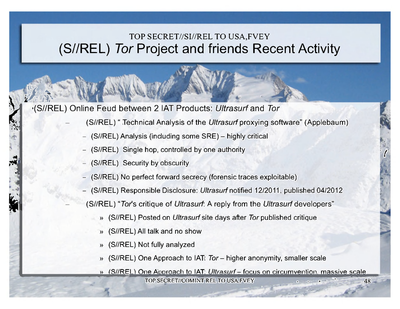 TOP SECRET//SI//REL TO USA,FVEY
(S//REL) Tor Project and friends Recent Activity
(S//REL) Online Feud between 2 IAT Products: Ultrasurf and Tor
– (S//REL) " Technical Analysis of the Ultrasurf proxying software" (Applebaum)
– (S//REL) Analysis (including some SRE) – highly critical
– (S//REL) Single hop, controlled by one authority
– (S//REL) Security by obscurity
– (S//REL) No perfect forward secrecy (forensic traces exploitable)
– (S//REL) Responsible Disclosure: Ultrasurf notified 12/2011, published 04/2012
– (S//REL) "Tor's critique of Ultrasurf: A reply from the Ultrasurf developers"
» (S//REL) Posted on Ultrasurf site days after Tor published critique
» (S//REL) All talk and no show
» (S//REL) Not fully analyzed
» (S//REL) One Approach to IAT: Tor – higher anonymity, smaller scale
» (S//REL) One Approach to IAT: Ultrasurf – focus on circumvention, massive scale
TOP SECRET//COMINT//REL TO USA,FVEY
48